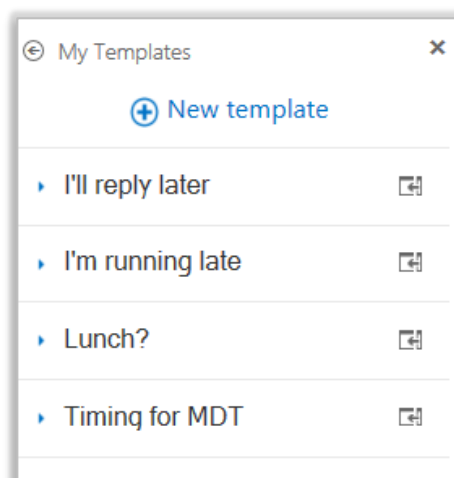 My Templates
New template
I'll reply later
I'm running late
Lunch?
Timing for MDT